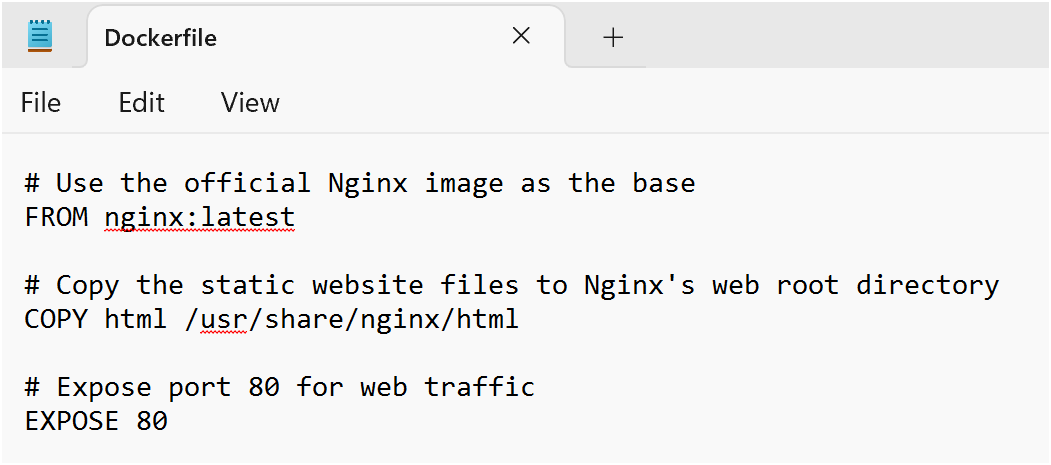 Dockerfile
File Edit View
# Use the official Nginx image as the base
FROM nginx:latest
# Copy the static website files to Nginx's web root directory
COPY html /usr/share/nginx/html
# Expose port 80 for web traffic
EXPOSE 80